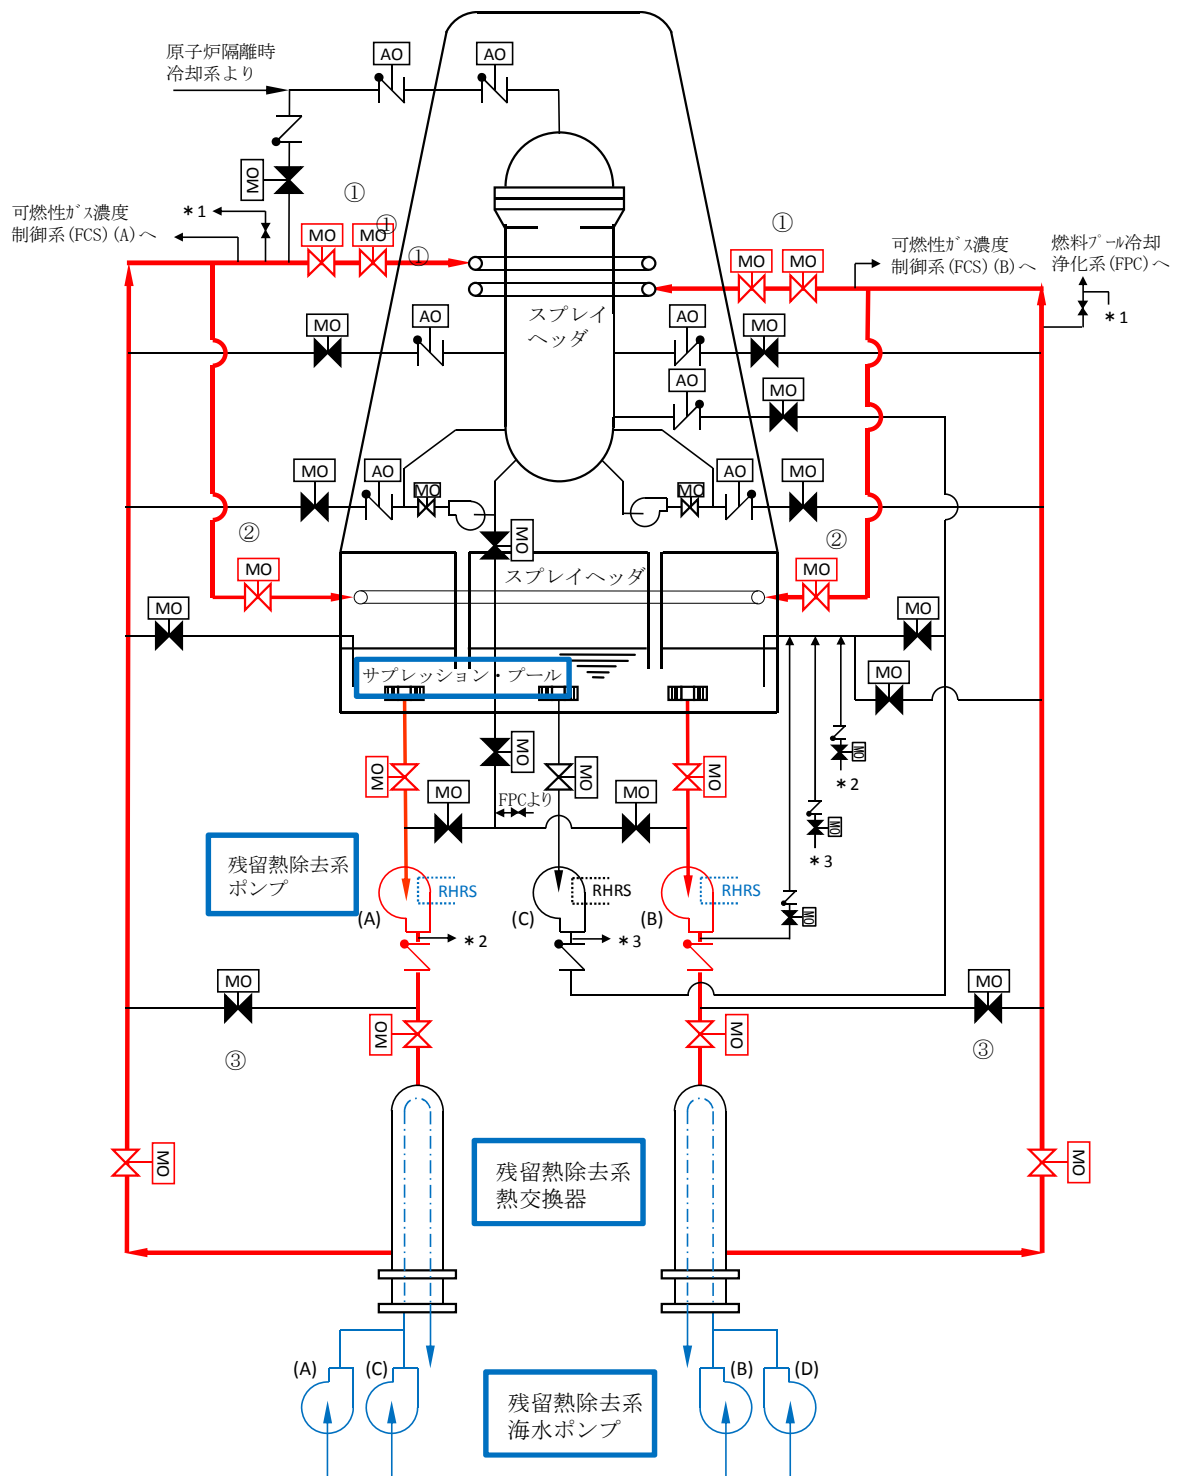 原子炉隔離時
冷却系より
AO
AO
MO
①
可燃性ガス濃度
制御系(FCS)(A)へ
*1
①
①
MO
MO
①
MO
MO
可燃性ガス濃度
制御系(FCS)(B)へ
燃料プール冷却
浄化系(FPC)へ
*1
スプレイ
ヘッダ
MO
AO
AO
MO
AO
MO
MO
AO
MO
MO
AO
MO
②
MO
②
MO
スプレイヘッダ
MO
MO
MO
MO
サプレッション・プール
MO
MO
MO
MO
MO
*2
MO
FPCより
MO
MO
*3
残留熱除去系
ポンプ
RHRS
RHRS
RHRS
(A)
(C)
(B)
MO
*2
*3
MO
MO
MO
MO
③
③
MO
MO
残留熱除去系
熱交換器
(A)
(C)
(B)
(D)
残留熱除去系
海水ポンプ